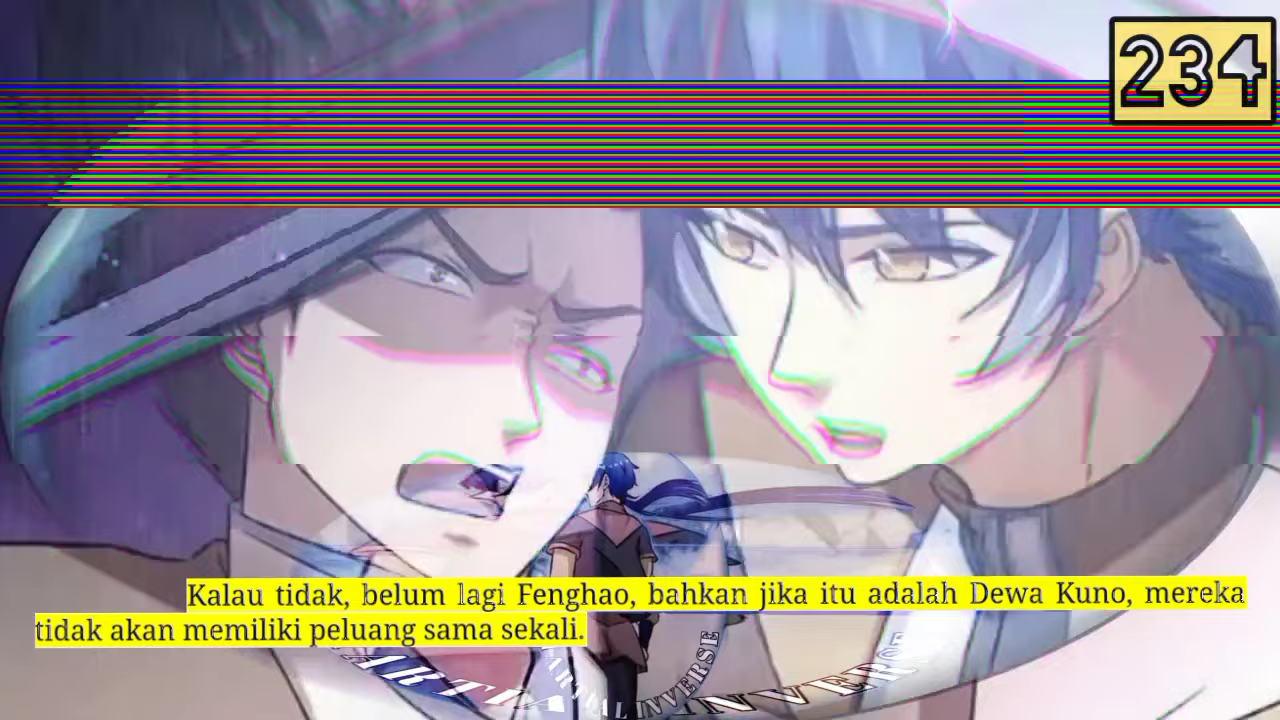 234
Kalau tidak, belum lagi Fenghao, bahkan jika itu adalah Dewa Kuno, mereka
tidak akan memiliki peluang sama sekali.
INVERSE